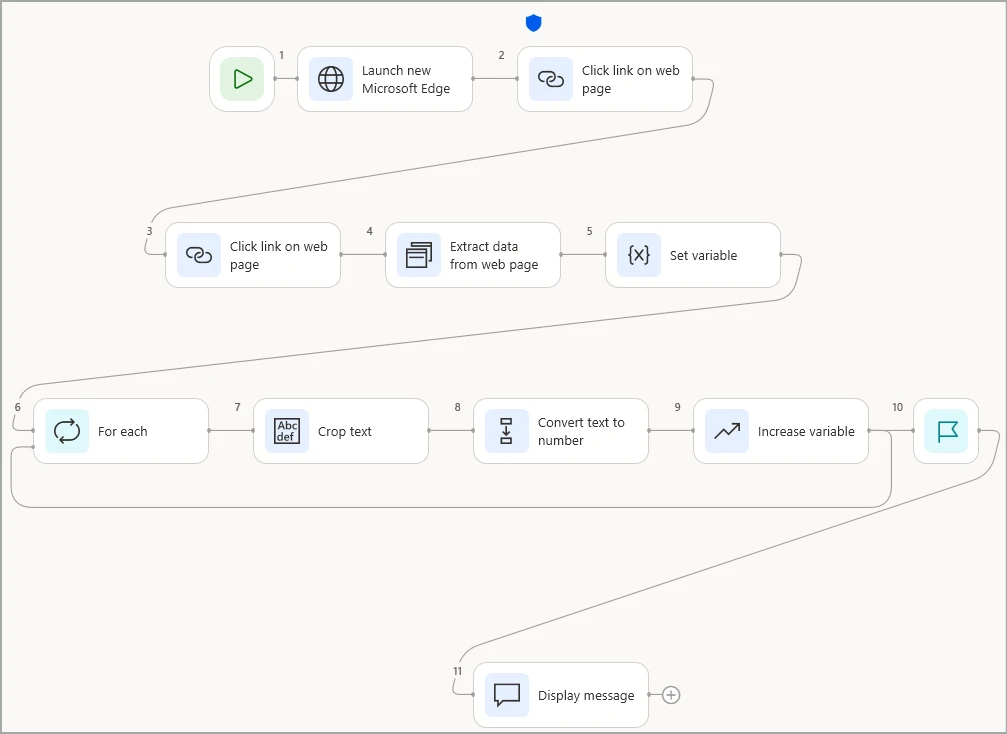 1
Launch new
Microsoft Edge
2
Click link on web
page
3
Click link on web
page
4
Extract data
from web page
5
{x}
Set variable
6
For each
7
Abc
def
Crop text
8
Convert text to
number
9
Increase variable
10
11
Display message